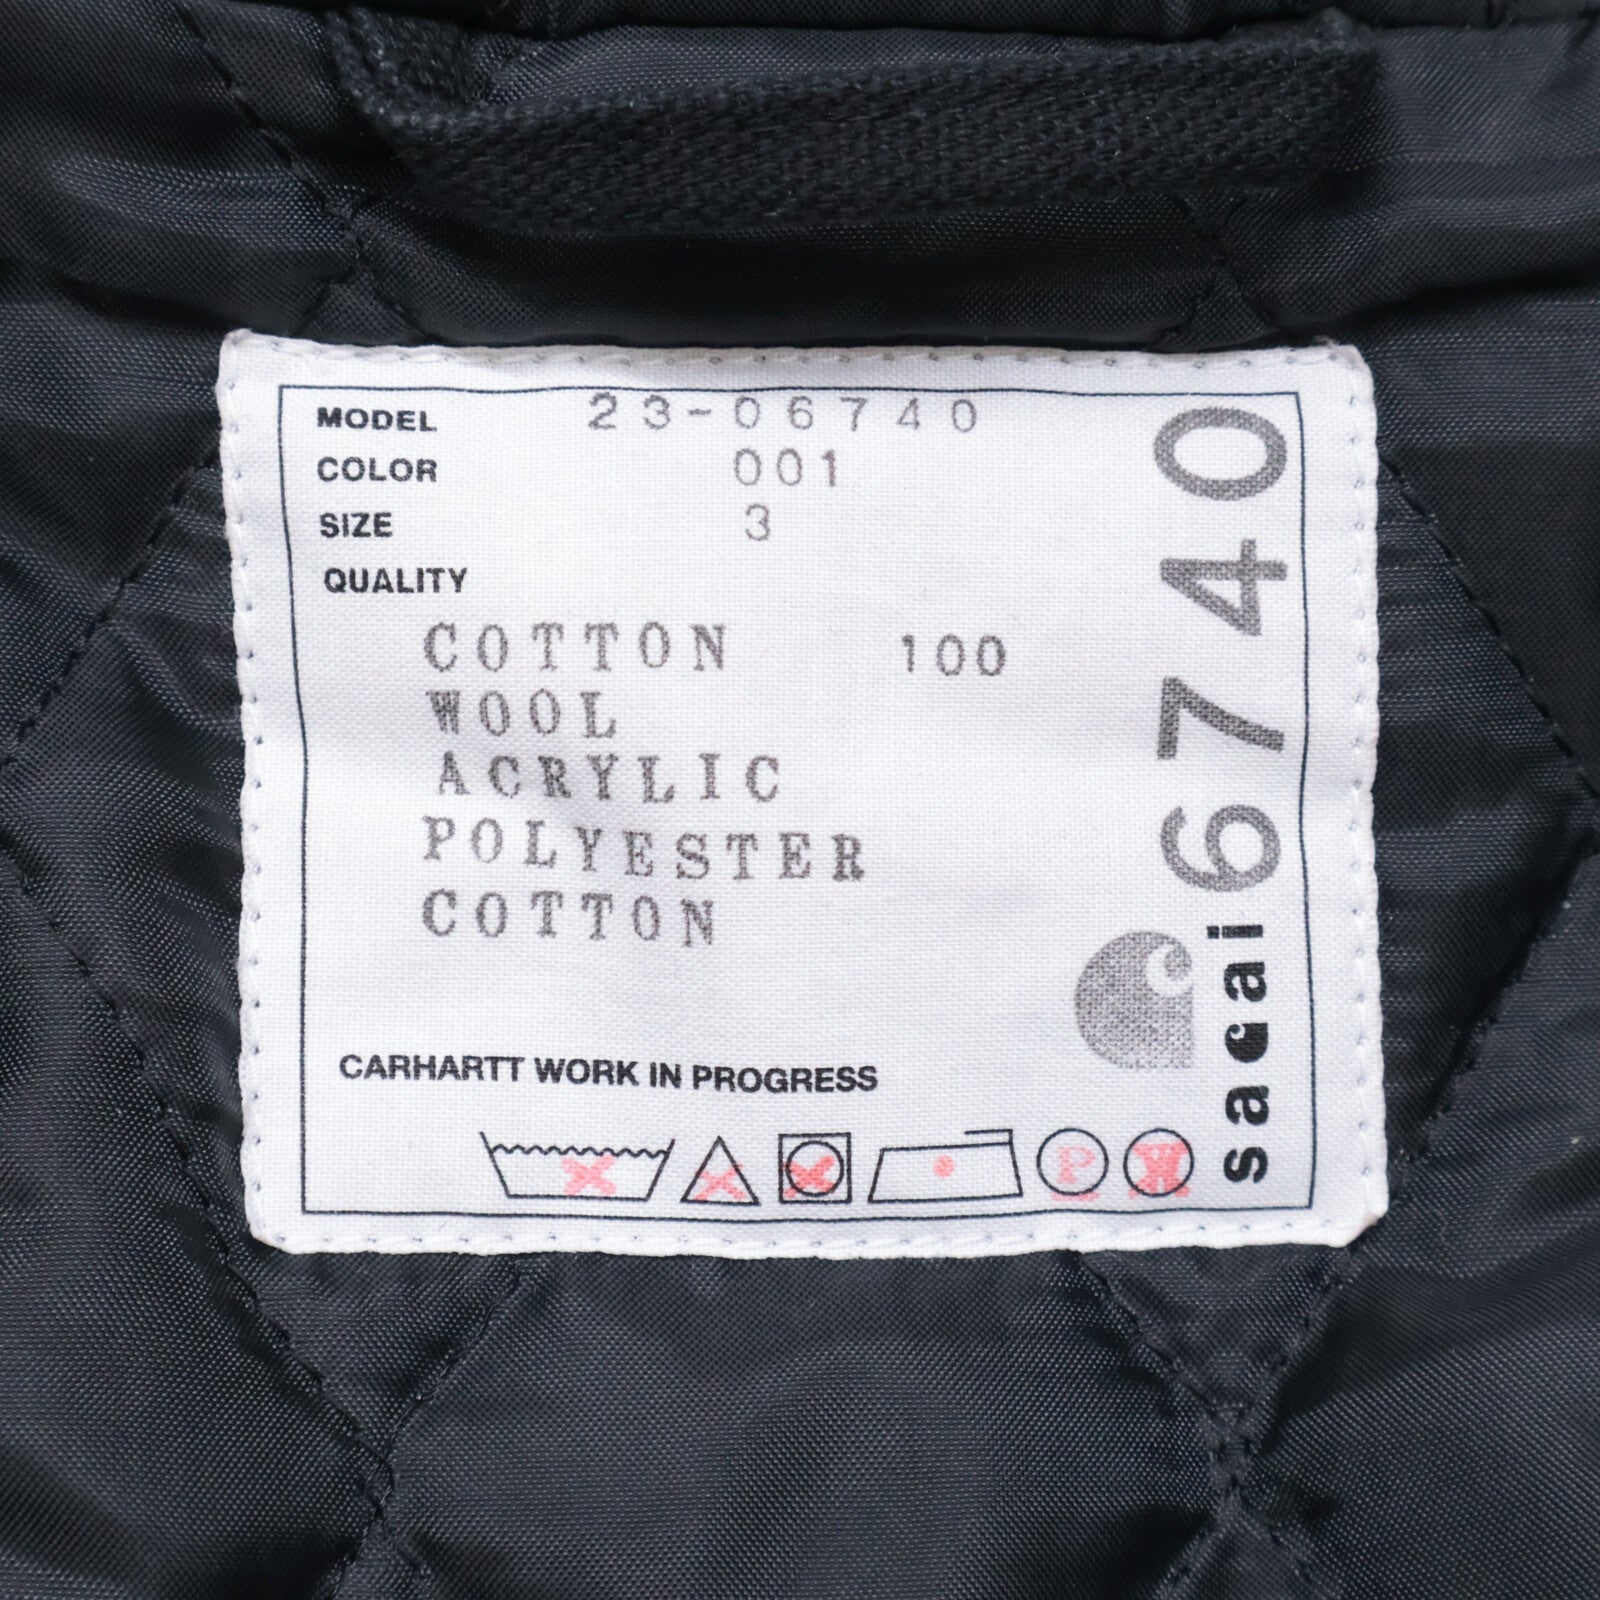 MODEL 23-06740
COLOR 001
SIZE 3
QUALITY
COTTON 100
WOOL
ACRYLIC
POLYESTER
COTTON
CARHARTT WORK IN PROGRESS
P W
sacai 6740